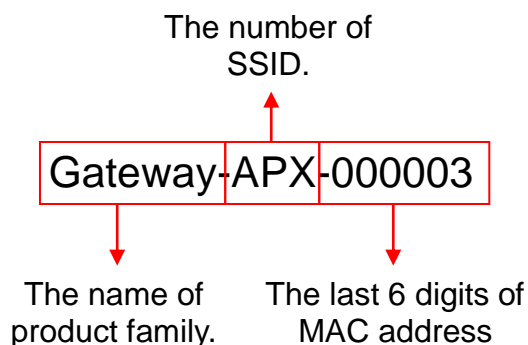 The number of
SSID.
Gateway-APX-000003
The name of
product family.
The last 6 digits of
MAC address